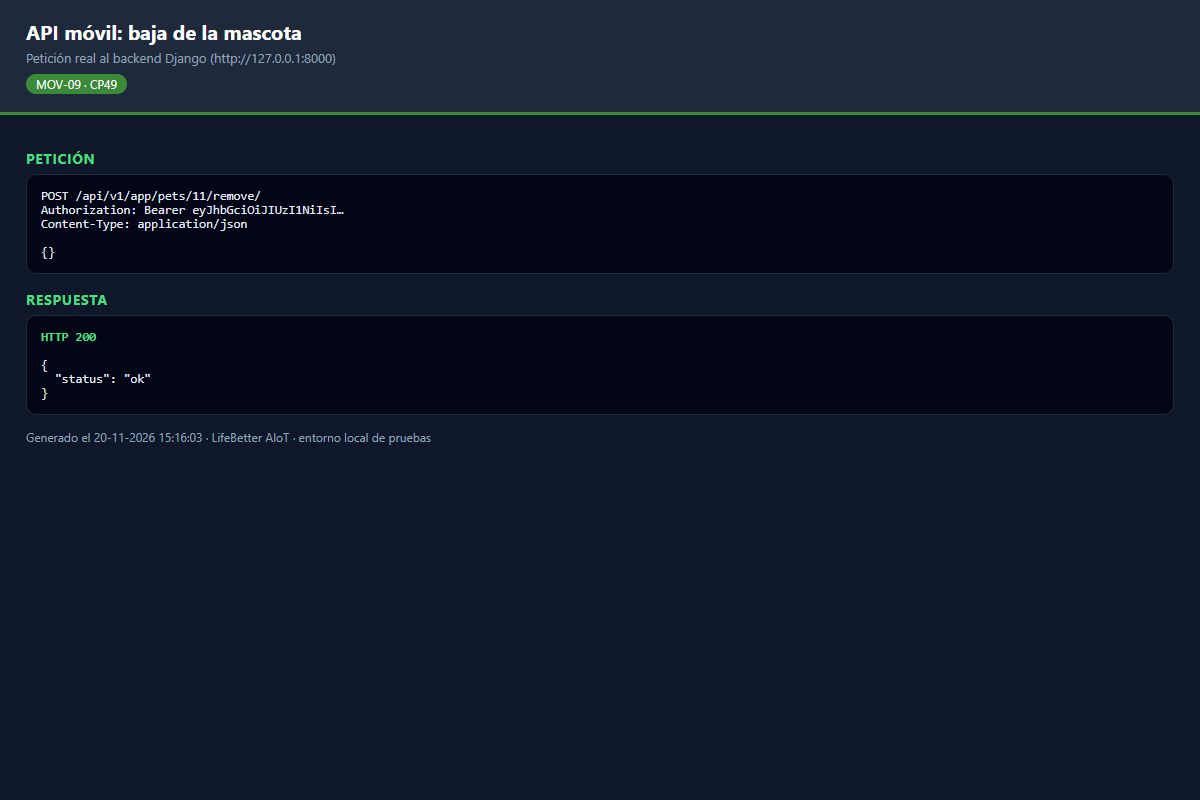 API móvil: baja de la mascota
Petición real al backend Django (http://127.0.0.1:8000)
MOV-09 · CP49
PETICIÓN
POST /api/v1/app/pets/11/remove/
Authorization: Bearer eyJhbGciOiJIUzI1NiIsI…
Content-Type: application/json
{}
RESPUESTA
HTTP 200
{
"status": "ok"
}
Generado el 20-11-2026 15:16:03 · LifeBetter AIoT · entorno local de pruebas